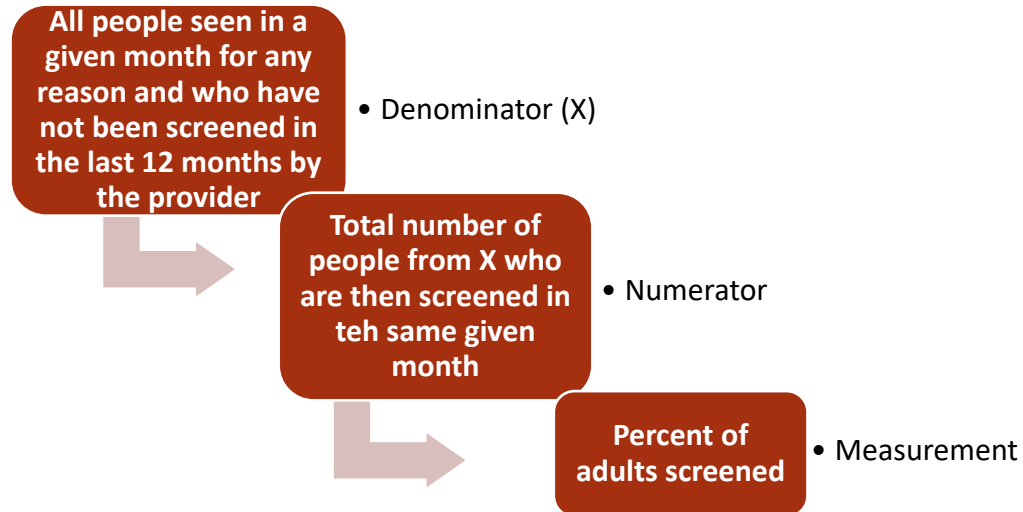 All people seen in a
given month for any
reason and who have
not been screened in
the last 12 months by
the provider
• Denominator (X)
Total number of
people from X who
are then screened in
teh same given
month
• Numerator
Percent of
adults screened
• Measurement